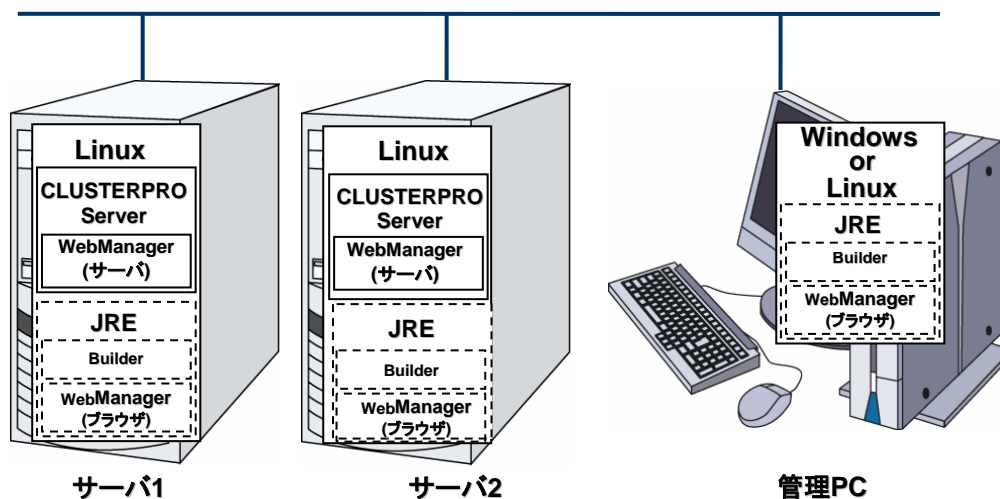 Linux
CLUSTERPRO
Server
WebManager
(サーバ)
JRE
Builder
WebManager
(ブラウザ)
サーバ1
Linux
CLUSTERPRO
Server
WebManager
(サーバ)
JRE
Builder
WebManager
(ブラウザ)
サーバ2
Windows
or
Linux
JRE
Builder
WebManager
(ブラウザ)
管理PC